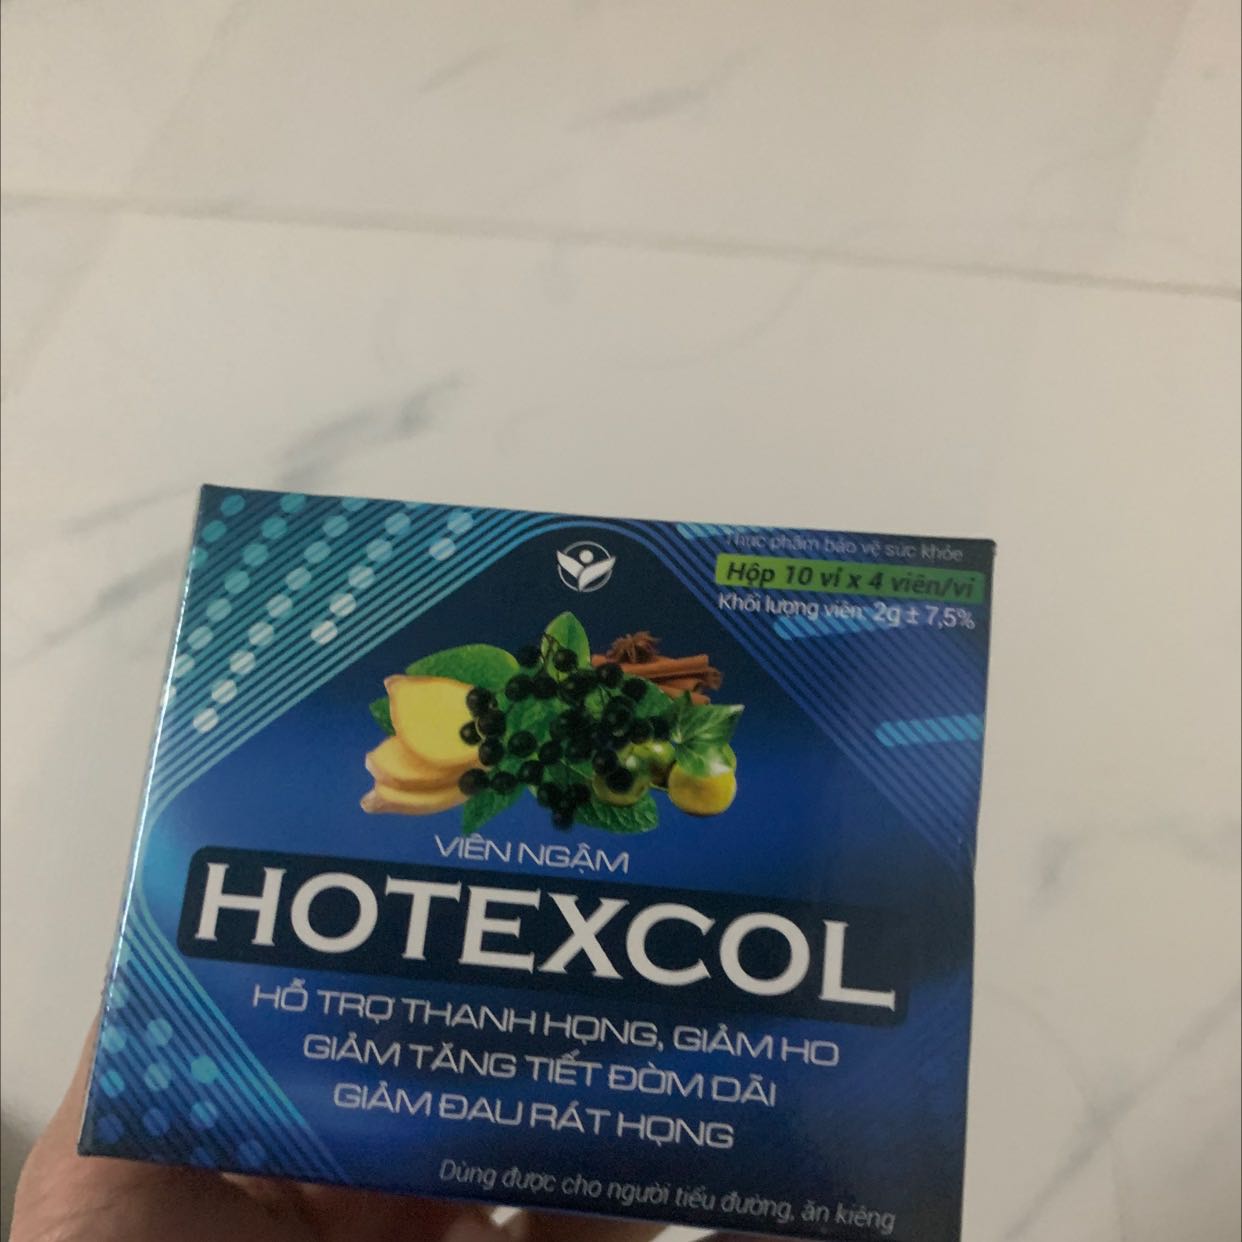 Thực phẩm bảo vệ sức khỏe
Hộp 10 vỉ x 4 viên/vỉ
Khối lượng viên: 2g ± 7,5%
VIÊN NGẬM
HOTEXCOL
HỖ TRỢ THANH HỌNG, GIẢM HO
GIẢM TĂNG TIẾT ĐỜM DÃI
GIẢM ĐAU RÁT HỌNG
Dùng được cho người tiểu đường, ăn kiêng